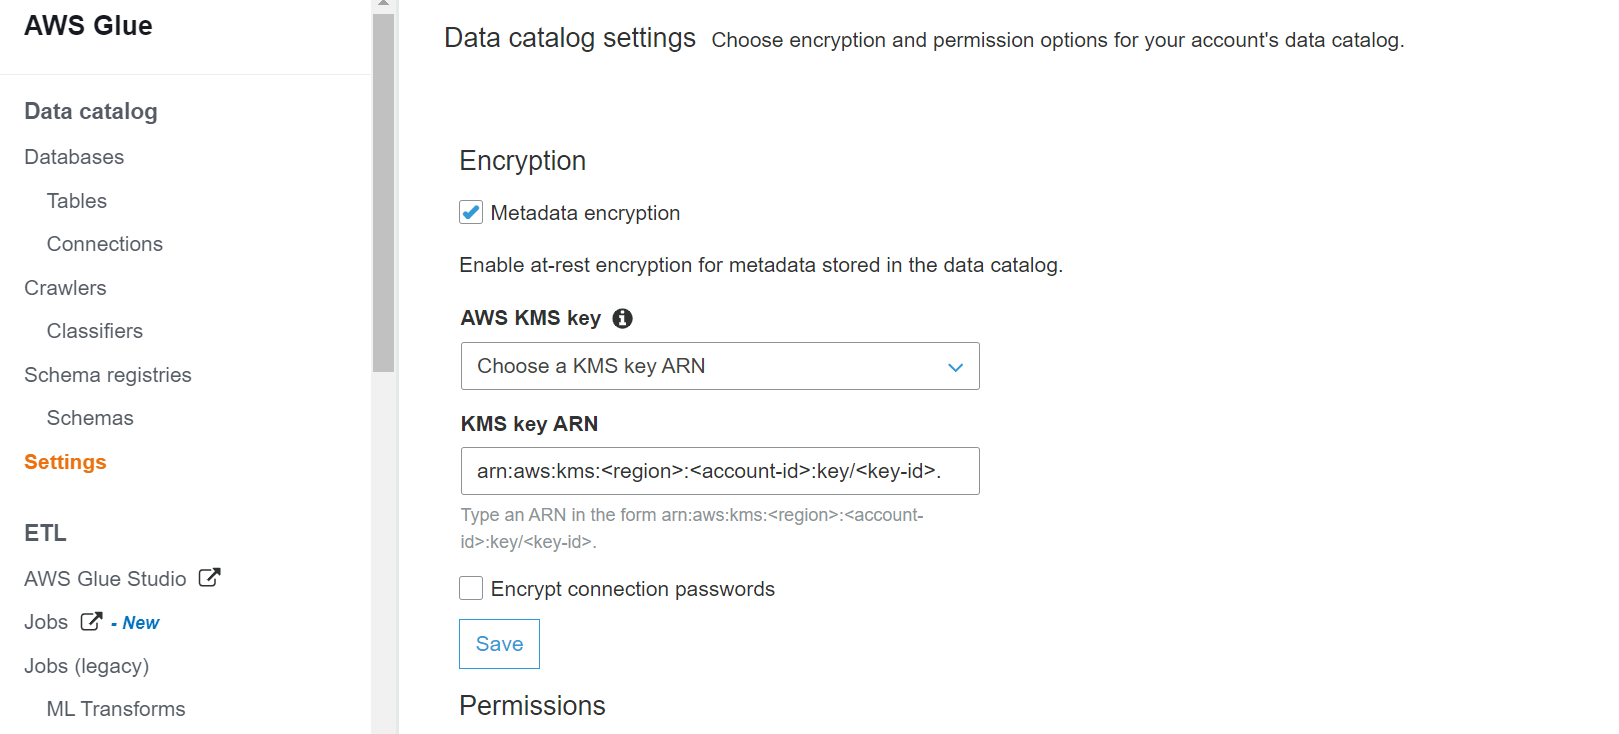 AWS Glue
Data catalog
Databases
Tables
Connections
Crawlers
Classifiers
Schema registries
Schemas
Settings
ETL
AWS Glue Studio
Jobs - New
Jobs (legacy)
ML Transforms
Data catalog settings Choose encryption and permission options for your account's data catalog.
Encryption
Metadata encryption
Enable at-rest encryption for metadata stored in the data catalog.
AWS KMS key
Choose a KMS key ARN
KMS key ARN
arn:aws:kms:<region>:<account-id>:key/<key-id>.
Type an ARN in the form arn:aws:kms:<region>:<account-
id>:key/<key-id>.
Encrypt connection passwords
Save
Permissions